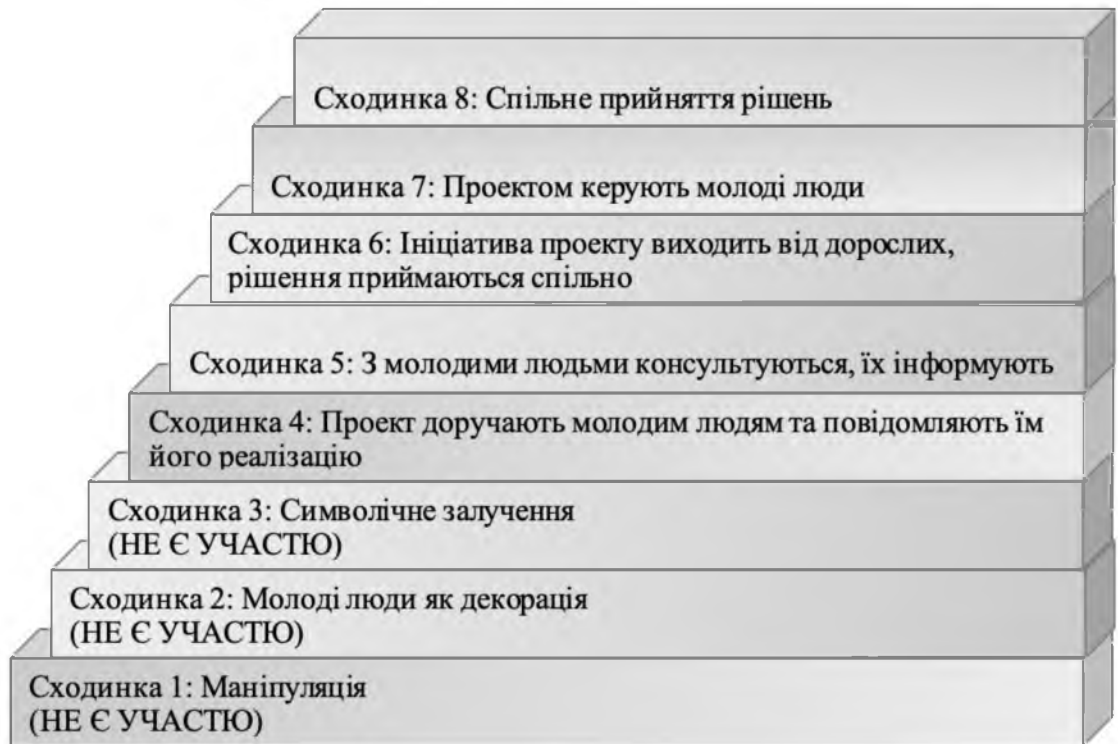 Сходинка 8: Спільне прийняття рішень
Сходинка 7: Проектом керують молоді люди
Сходинка 6: Ініціатива проекту виходить від дорослих,
рішення приймаються спільно
Сходинка 5: З молодими людьми консультуються, їх інформують
Сходинка 4: Проект доручають молодим людям та повідомляють їм
його реалізацію
Сходинка 3: Символічне залучення
(НЕ Є УЧАСТЮ)
Сходинка 2: Молоді люди як декорація
(НЕ Є УЧАСТЮ)
Сходинка 1: Маніпуляція
(НЕ Є УЧАСТЮ)